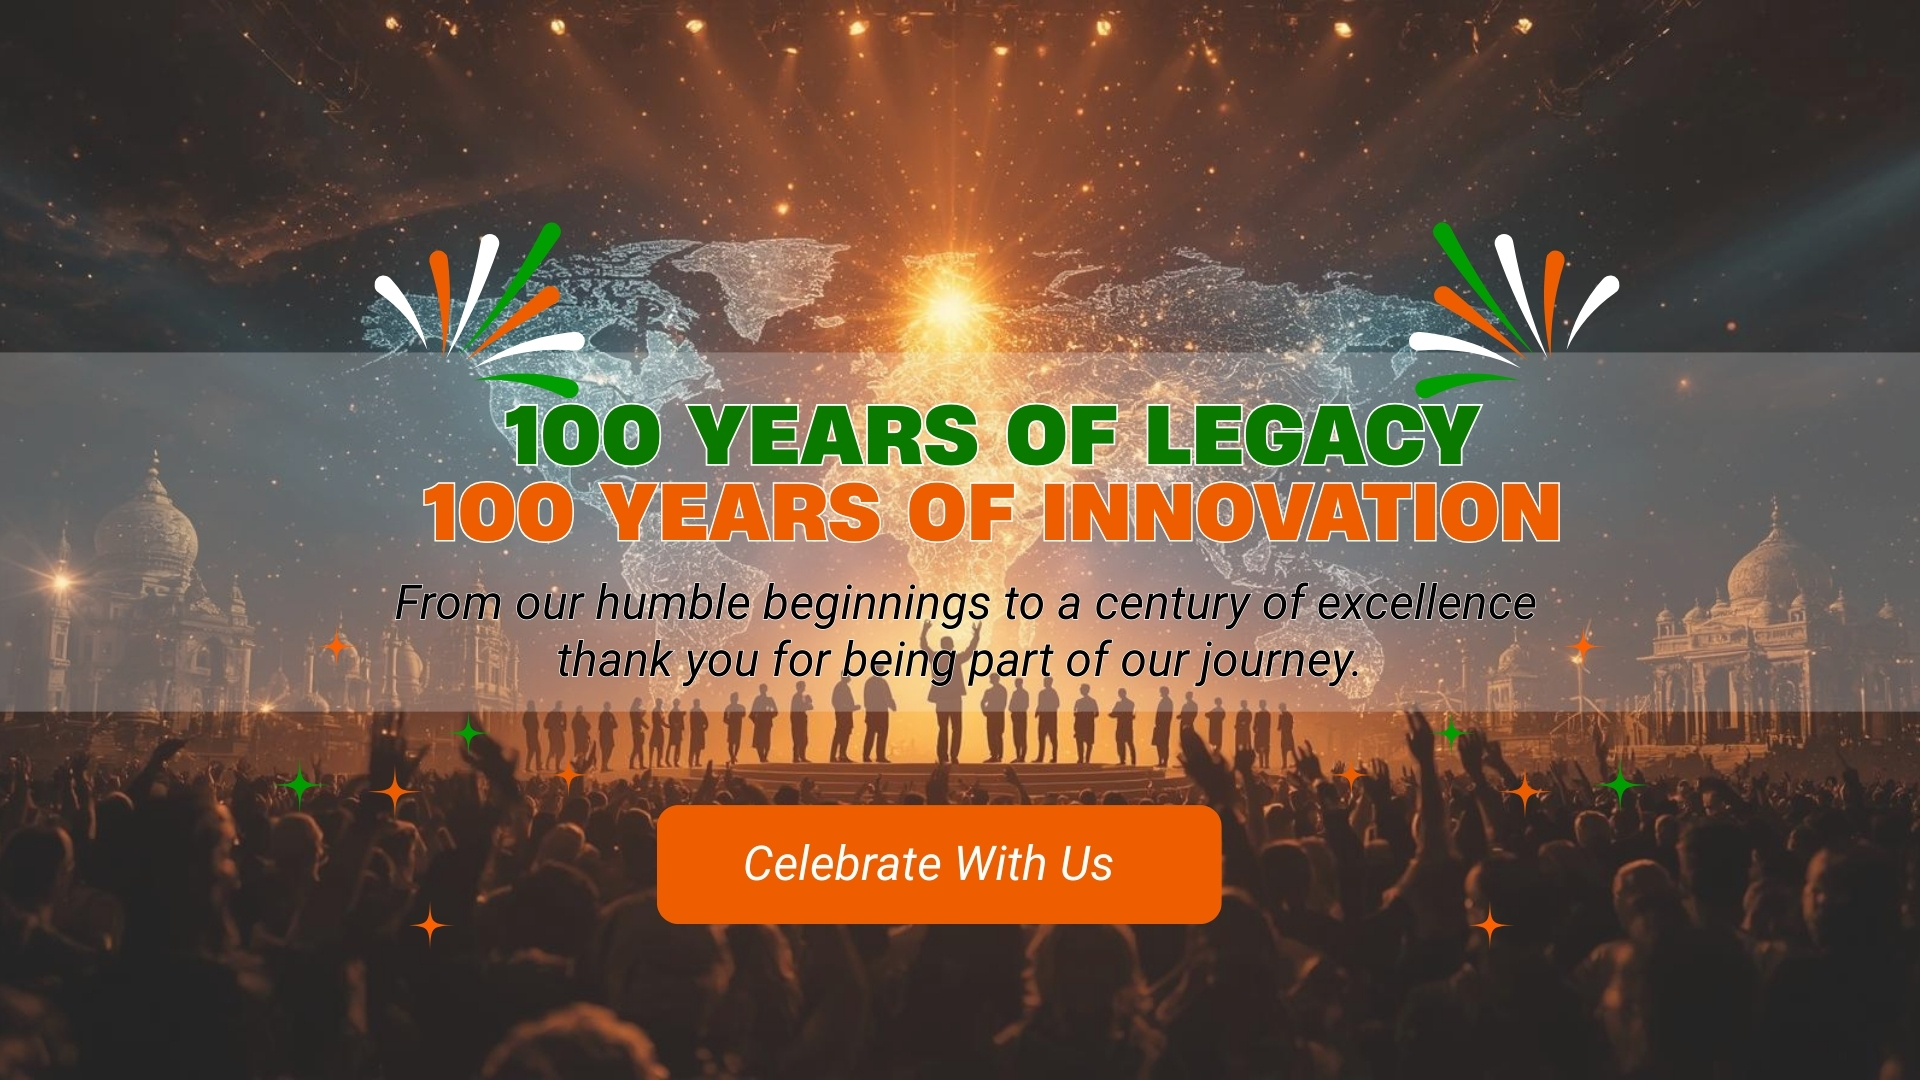 100 YEARS OF LEGACY
100 YEARS OF INNOVATION
From our humble beginnings to a century of excellence
thank you for being part of our journey.
Celebrate With Us